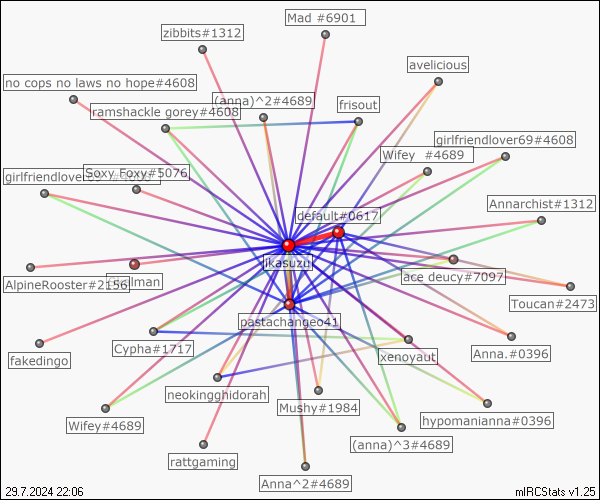 Mad #6901
zibbits#1312
avelicious
no cops no laws no hope#4608
(anna)^2#4689
frisout
ramshackle gorey#4608
girlfriendlover69#4608
Wifey #4689
Soxy Foxy#5076
Annarchist#1312
default#0617
ikasuzu
ace deucy#7097
AlpineRooster#2156
Toucan#2473
pastachangeo41
Cypha#1717
xenoyaut
Anna.#0396
fakedingo
neokingghidorah
Mushy#1984
hypomanianna#0396
Wifey#4689
(anna)^3#4689
rattgaming
Anna^2#4689
29.7.2024 22:06
mIRCStats v1.25